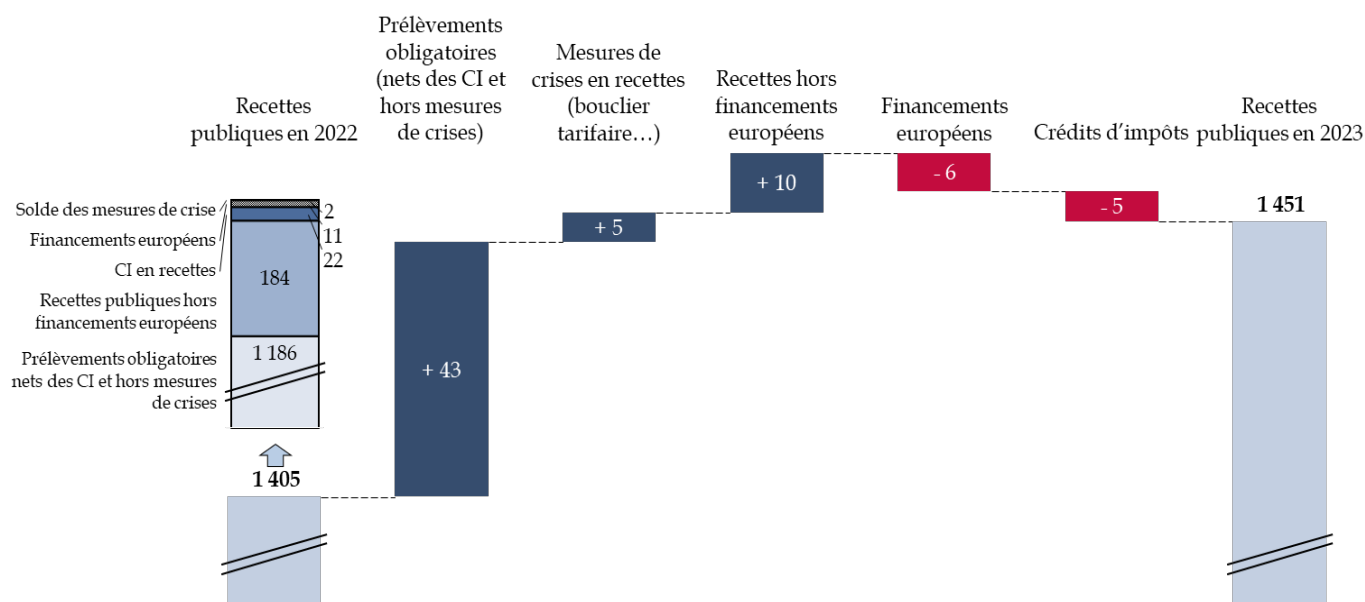 Recettes
publiques en 2022
Prélèvements
obligatoires
(nets des CI et
hors mesures
de crises)
Mesures de
crises en recettes
(bouclier
tarifaire…)
Recettes hors
financements
européens
Financements
européens
Crédits d’impôts
Recettes
publiques en 2023
Solde des mesures de crise
Financements européens
CI en recettes
Recettes publiques hors
financements européens
Prélèvements obligatoires
nets des CI et hors mesures
de crises
2
11
22
184
1 186
1 405
+ 43
+ 5
+ 10
- 6
- 5
1 451